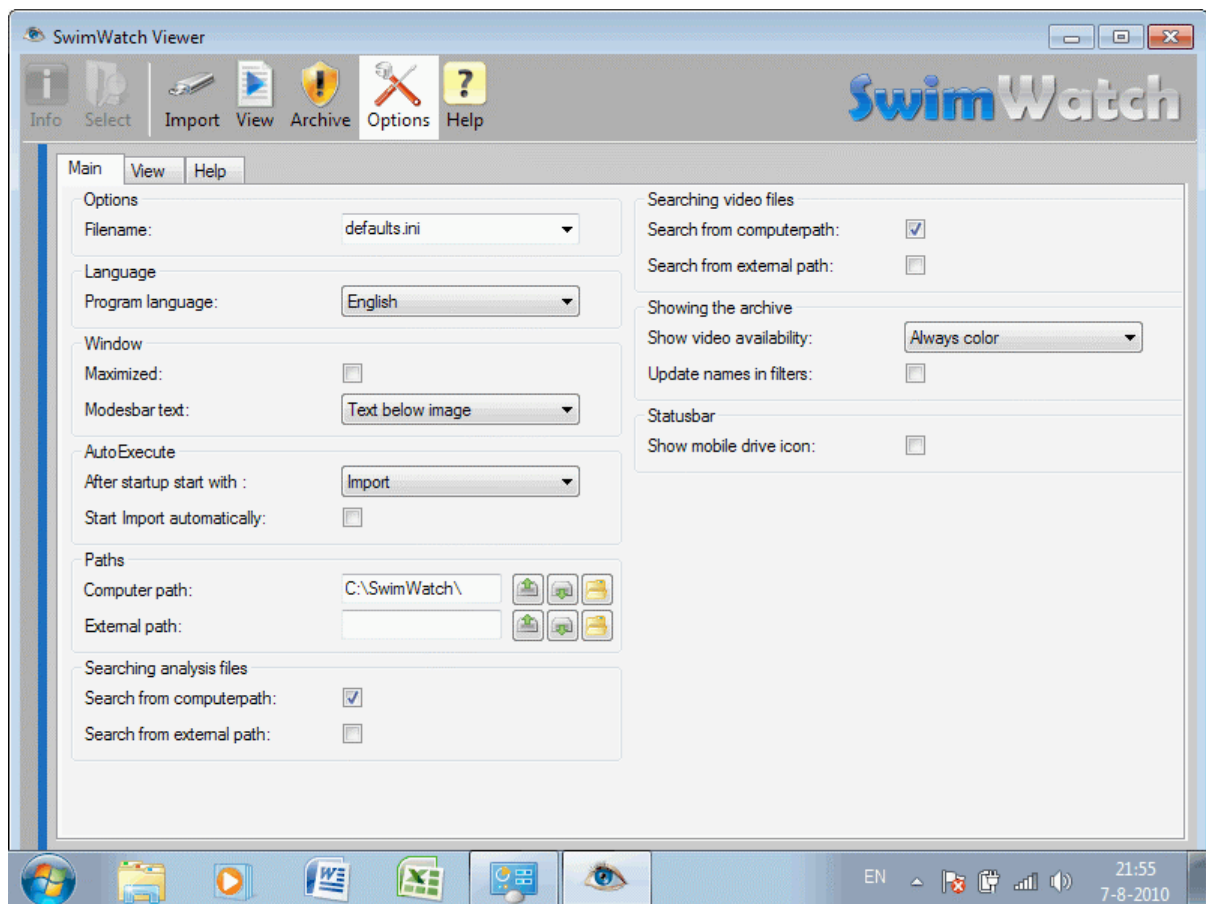 SwimWatch Viewer
Info
Select
Import
View
Archive
Options
Help
SwimWatch
Main
View
Help
Options
Filename:
defaults.ini
Language
Program language:
English
Window
Maximized:
Modesbar text:
Text below image
AutoExecute
After startup start with :
Import
Start Import automatically:
Paths
Computer path:
C:\SwimWatch\
External path:
Searching analysis files
Search from computerpath:
Search from external path:
Searching video files
Search from computerpath:
Search from external path:
Showing the archive
Show video availability:
Always color
Update names in filters:
Statusbar
Show mobile drive icon:
EN
21:55
7-8-2010